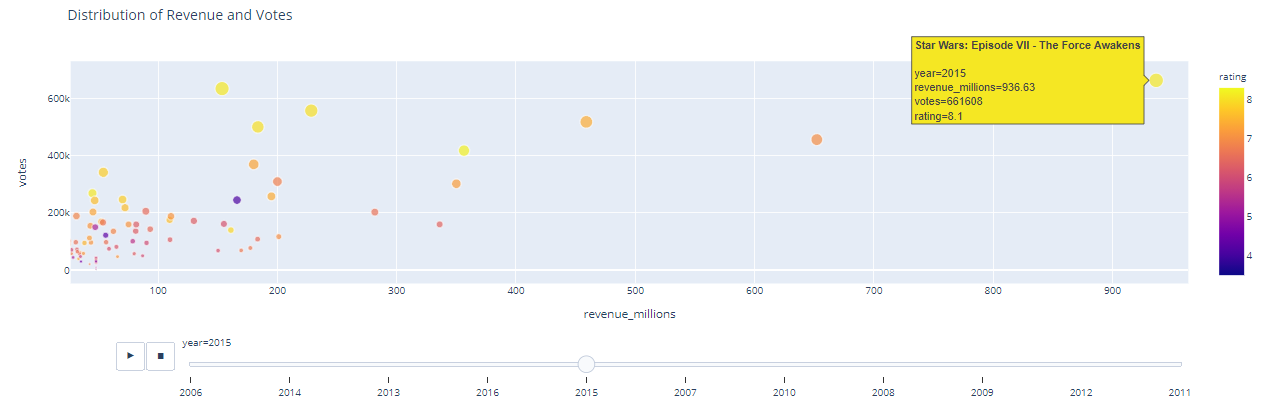 Distribution of Revenue and Votes
Star Wars: Episode VII - The Force Awakens
year=2015
revenue_millions=936.63
votes=661608
rating=8.1
rating
8
7
6
5
4
votes
600k
400k
200k
0
100
200
300
400
500
600
700
800
900
revenue_millions
year=2015
2006
2014
2013
2016
2015
2007
2010
2008
2009
2012
2011